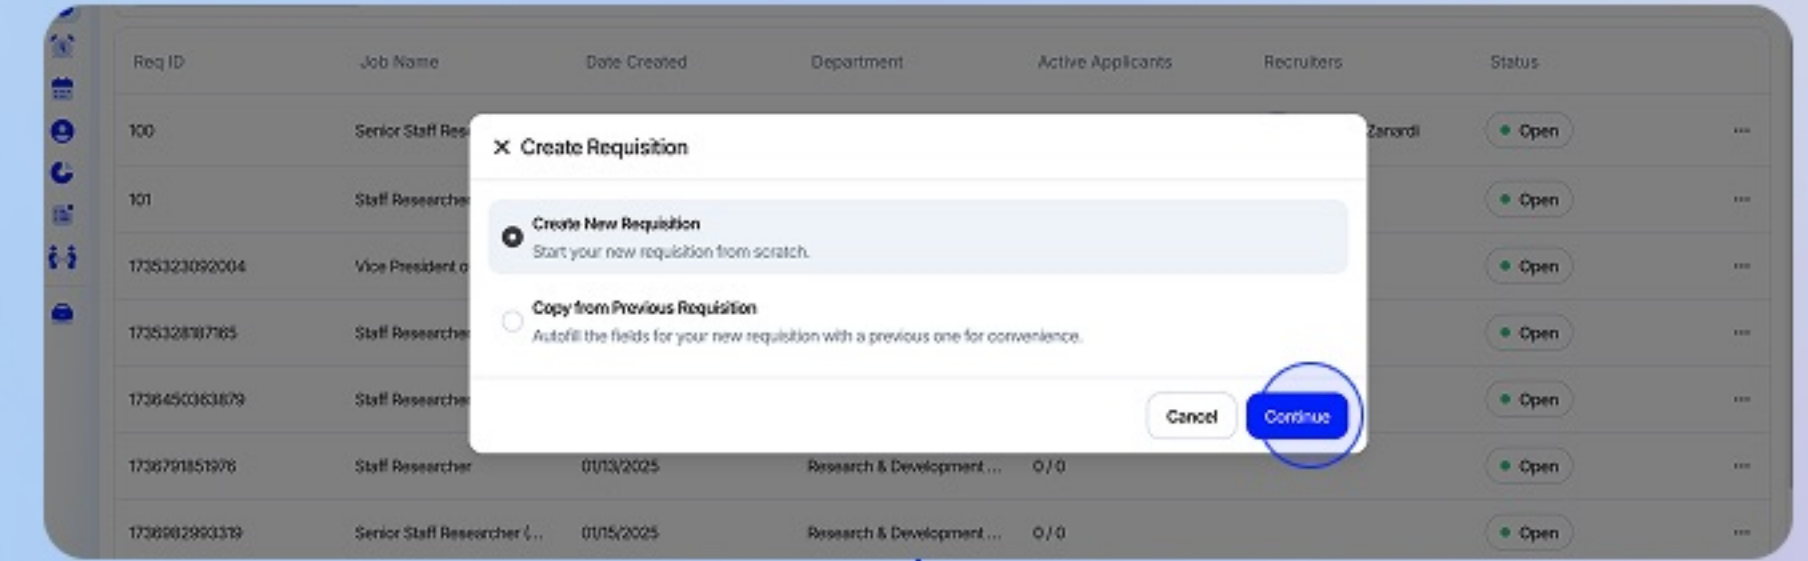 Req ID Job Name Date Created Department Active Applicants Recruiters Status
100 Senior Staff Res Zanardi Open ...
Create Requisition
101 Staff Researche Open ...
Create New Requisition
Start your new requisition from scratch.
1735323092004 Vice President o Open ...
Copy from Previous Requisition
1735328187165 Staff Researche Open ...
Autofill the fields for your new requisition with a previous one for convenience.
1736450363879 Staff Researche Open ...
Cancel Continue
1736791851976 Staff Researcher 01/13/2025 Research & Development ... 0/0 Open ...
1736982993319 Senior Staff Researcher (... 01/15/2025 Research & Development ... 0/0 Open ...